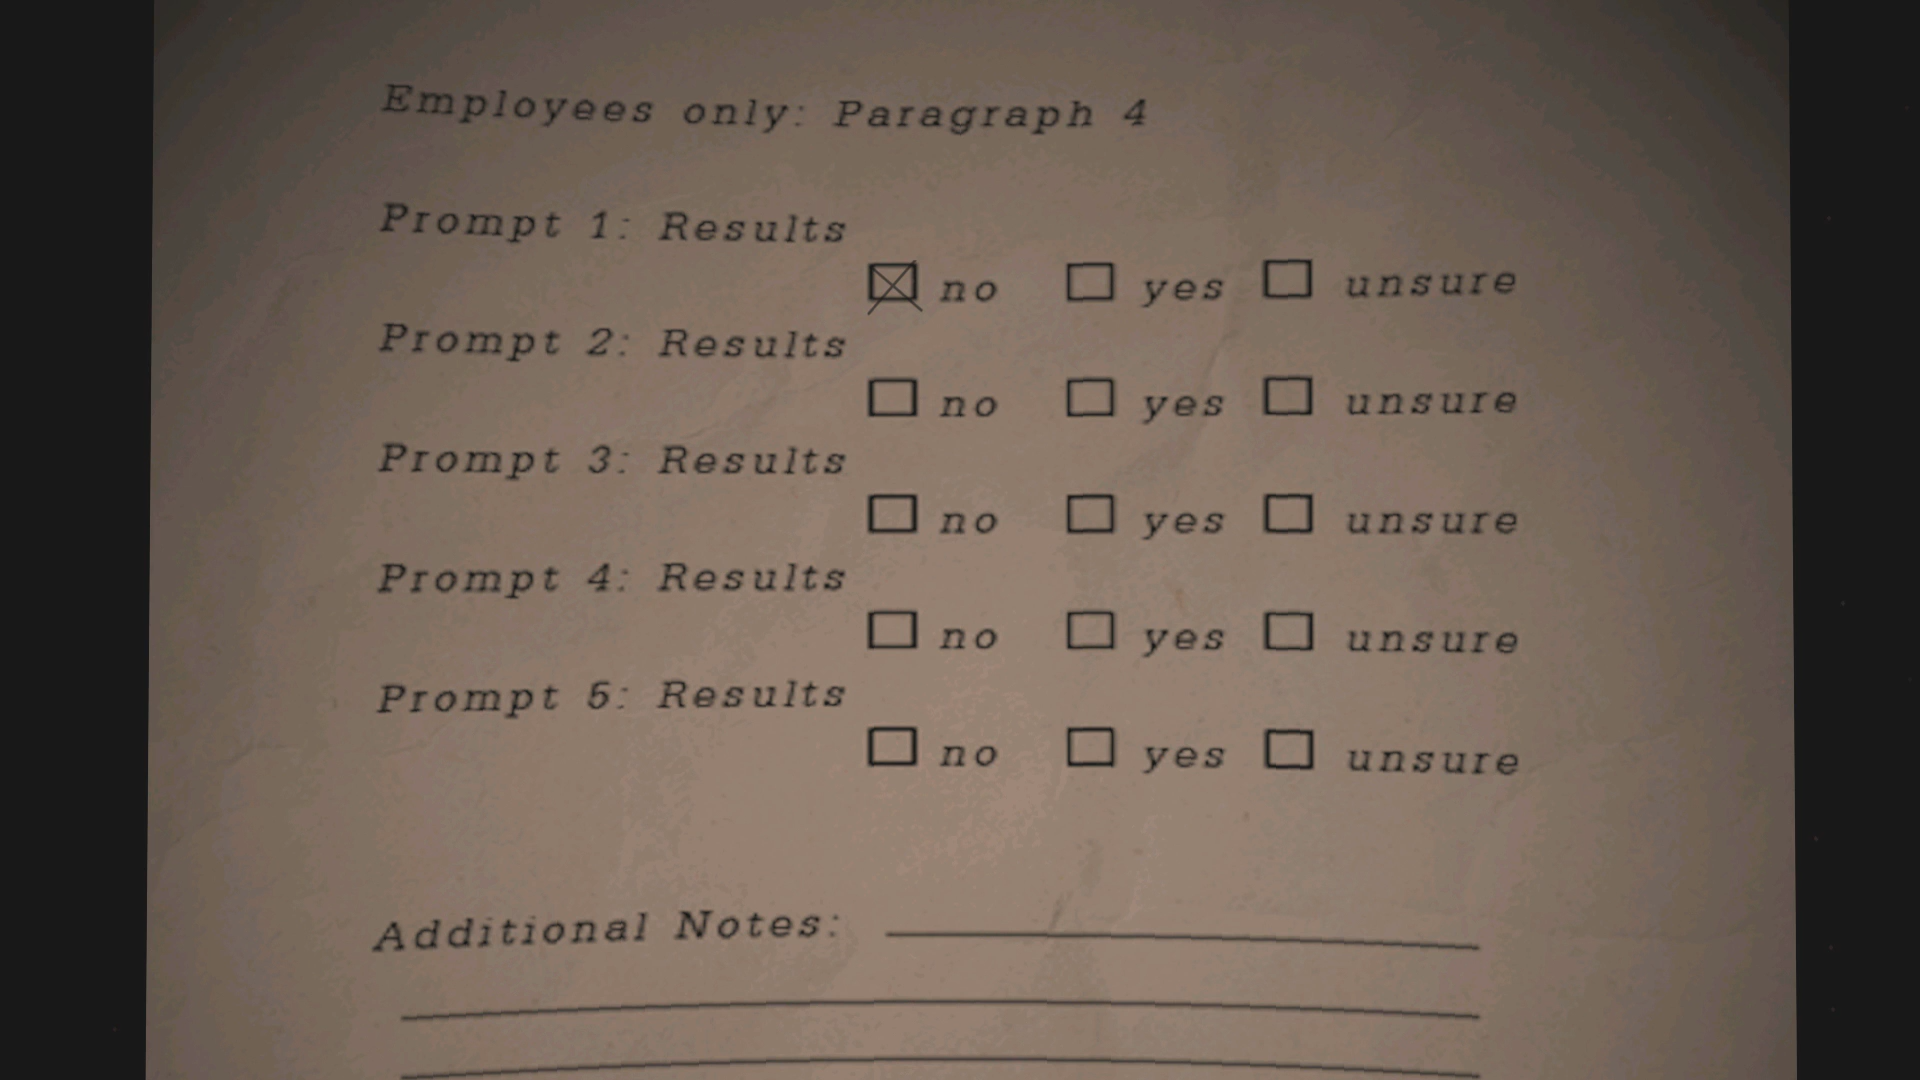 Employees only: Paragraph 4
Prompt 1: Results
no yes unsure
Prompt 2: Results
no yes unsure
Prompt 3: Results
no yes unsure
Prompt 4: Results
no yes unsure
Prompt 5: Results
no yes unsure
Additional Notes: